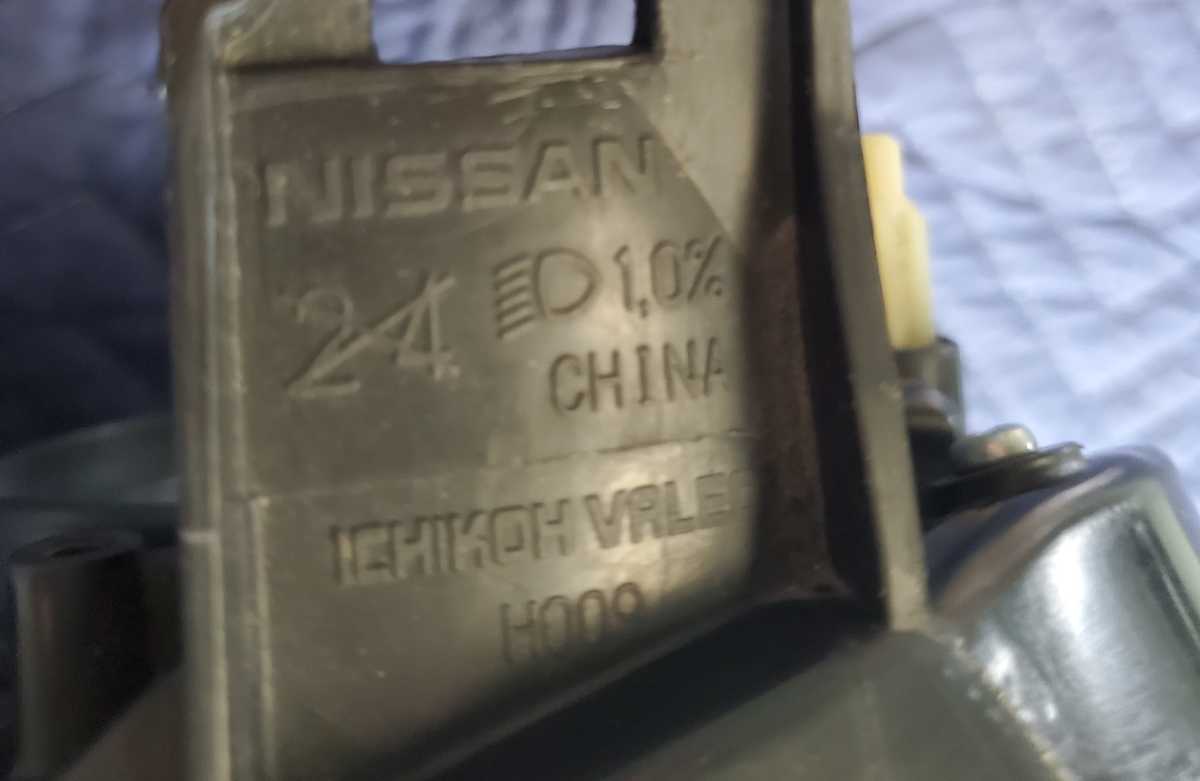 NISSAN
24 1,0%
CHINA
ICHIKOH VALEO
H009